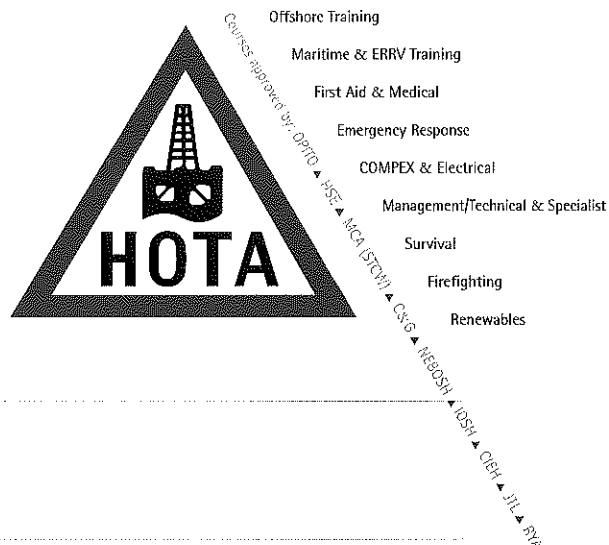 Offshore Training
Maritime & ERRV Training
First Aid & Medical
Emergency Response
COMPEX & Electrical
Management/Technical & Specialist
Survival
Firefighting
Renewables
HOTA
Courses approved by: OPITO ▲ HSE ▲ MCA (STCW) ▲ C&G ▲ NEBOSH ▲ IOSH ▲ CIEH ▲ JTL ▲ RYA